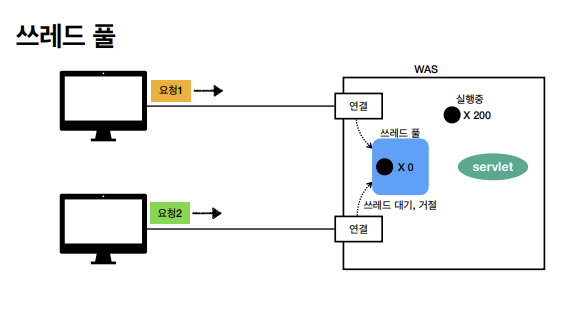 쓰레드 풀
WAS
요청1
연결
실행중
X 200
쓰레드 풀
X 0
servlet
쓰레드 대기, 거절
요청2
연결